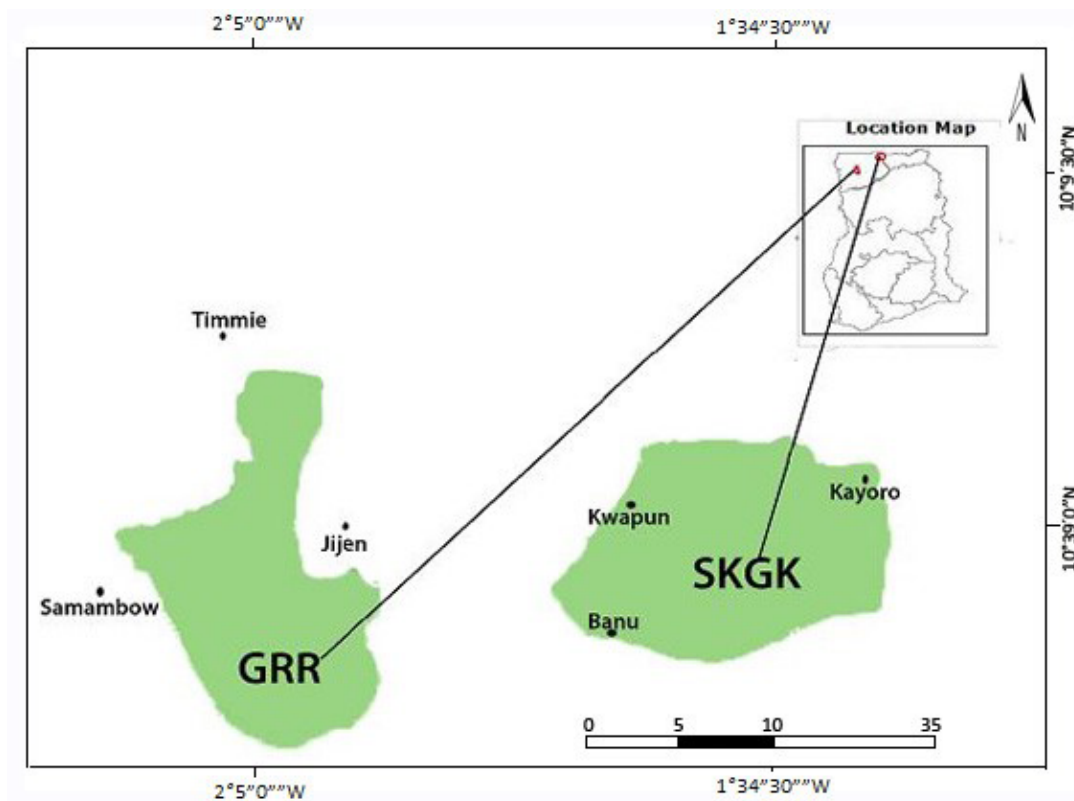 2°5”0”"W
1°34”30”"W
N
Location Map
10°9"30"N
Timmie
Kayoro
Kwapun
Jijen
10°39"0"N
SKGK
Samambow
Banu
GRR
0 5 10 35
2°5”0”"W
1°34”30”"W